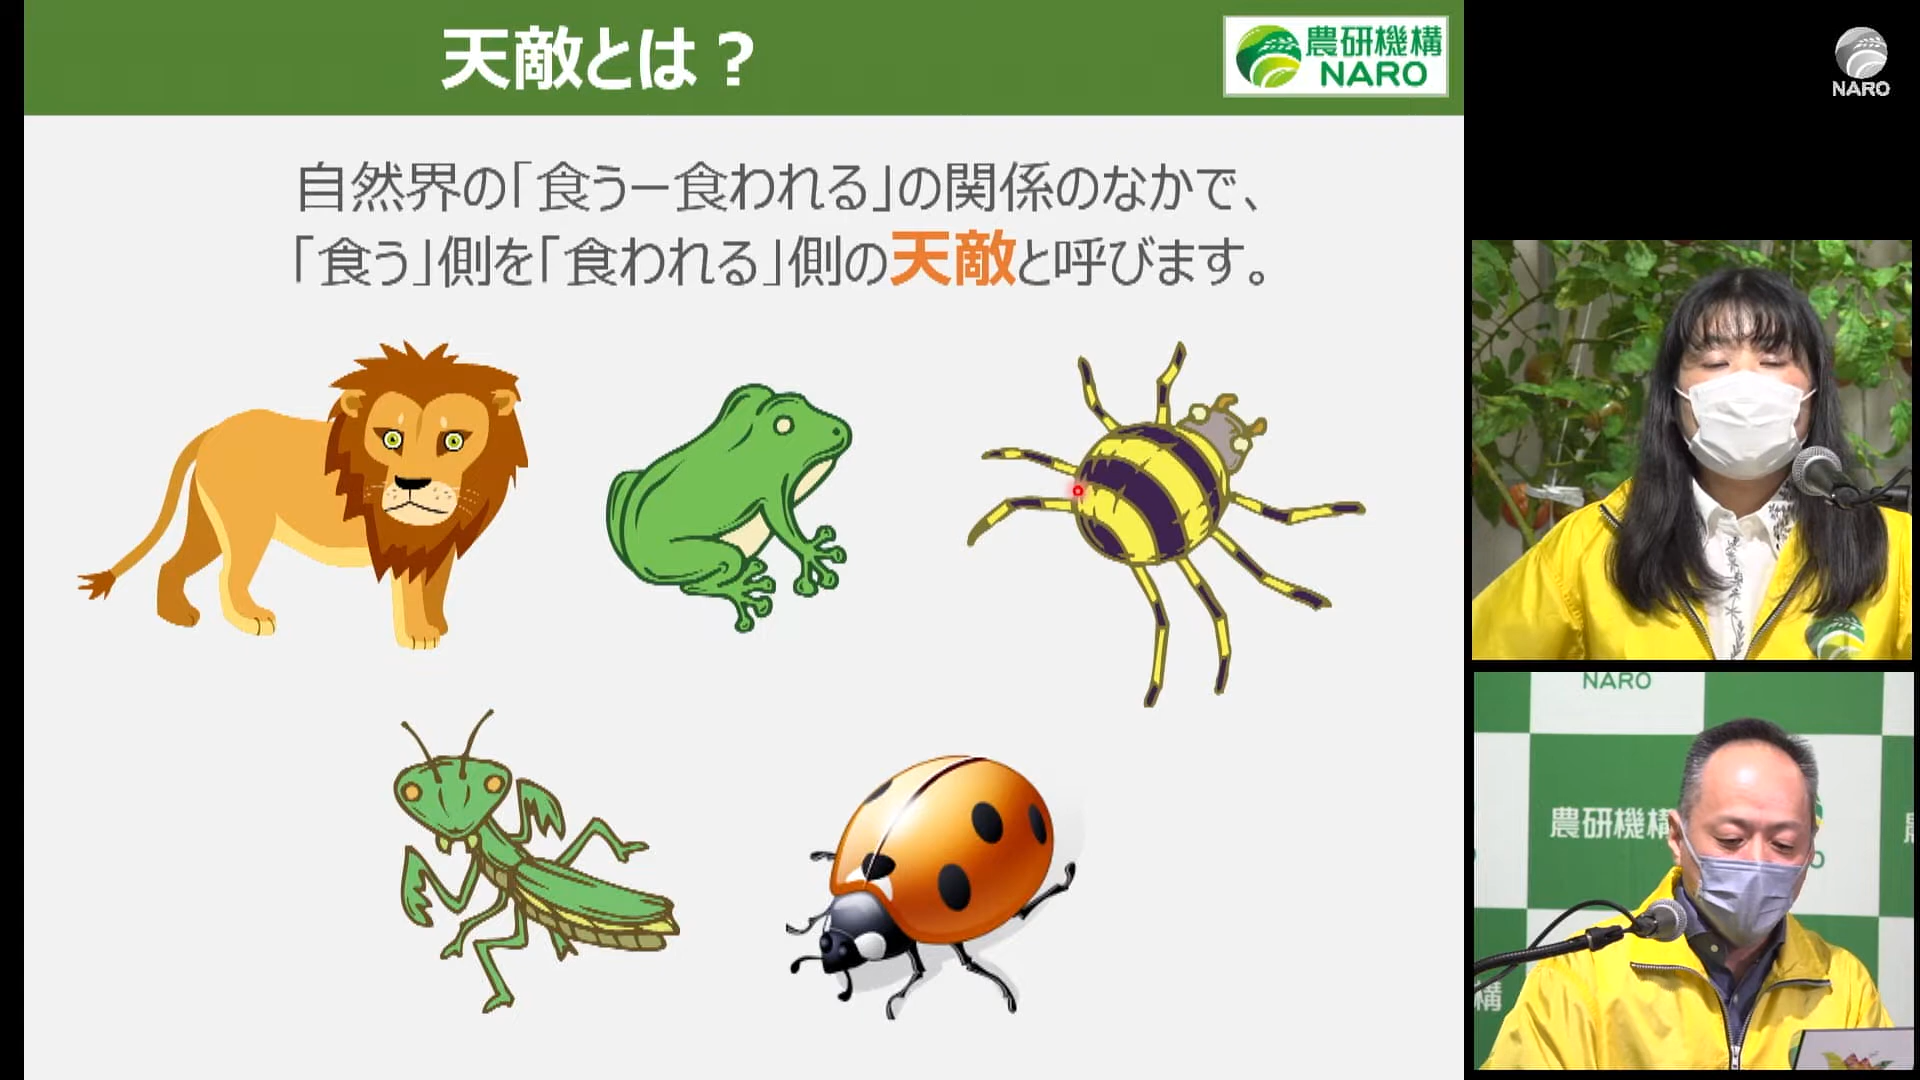 天敵とは？
農研機構
NARO
自然界の「食うー食われる」の関係のなかで、
「食う」側を「食われる」側の天敵と呼びます。
NARO
NARO
農研機構
構